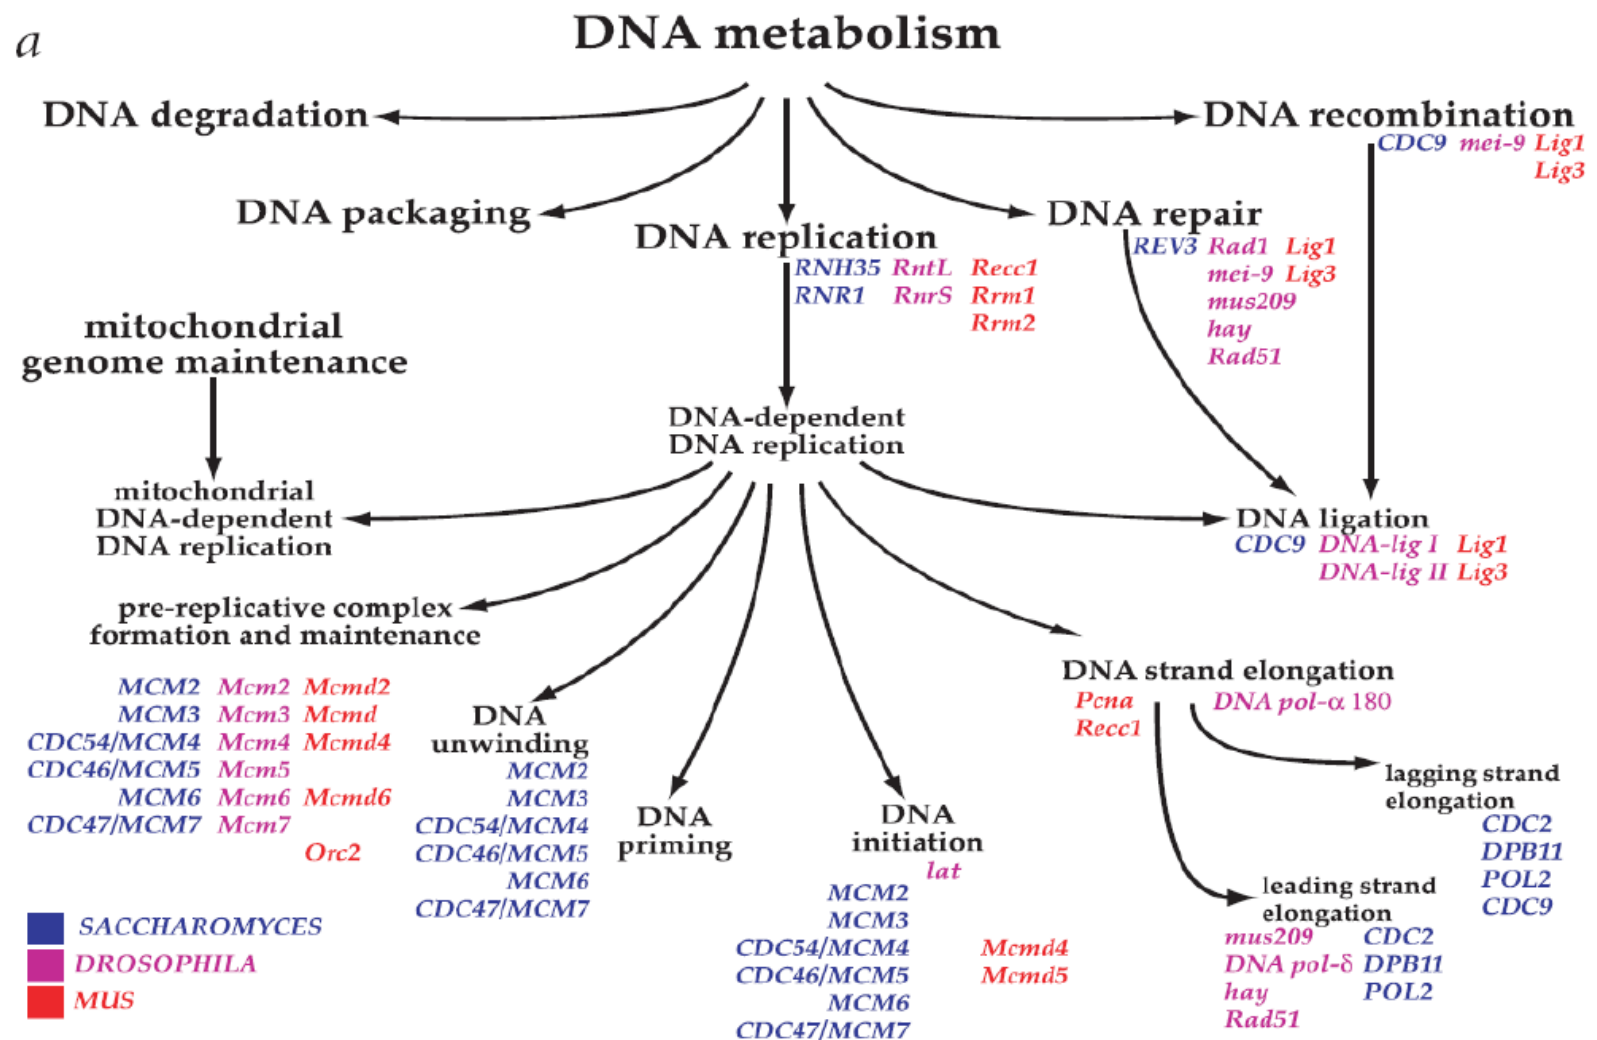 a
DNA metabolism
DNA degradation
DNA recombination
CDC9 mei-9 Lig1
Lig3
DNA packaging
DNA replication
RNH35 RntL Recc1
RNR1 RnrS Rrm1
Rrm2
DNA repair
REV3 Rad1 Lig1
mei-9 Lig3
mus209
hay
Rad51
mitochondrial
genome maintenance
DNA-dependent
DNA replication
mitochondrial
DNA-dependent
DNA replication
DNA ligation
CDC9 DNA-lig I Lig1
DNA-lig II Lig3
pre-replicative complex
formation and maintenance
MCM2 Mcm2 Mcmd2
MCM3 Mcm3 Mcmd
CDC54/MCM4 Mcm4 Mcmd4
CDC46/MCM5 Mcm5
MCM6 Mcm6 Mcmd6
CDC47/MCM7 Mcm7
Orc2
DNA
unwinding
MCM2
MCM3
CDC54/MCM4
CDC46/MCM5
MCM6
CDC47/MCM7
DNA
priming
DNA
initiation
lat
MCM2
MCM3
CDC54/MCM4 Mcmd4
CDC46/MCM5 Mcmd5
MCM6
CDC47/MCM7
DNA strand elongation
Pcna DNA pol-α 180
Recc1
lagging strand
elongation
CDC2
DPB11
POL2
CDC9
leading strand
elongation
mus209 CDC2
DNA pol-δ DPB11
hay POL2
Rad51
SACCHAROMYCES
DROSOPHILA
MUS